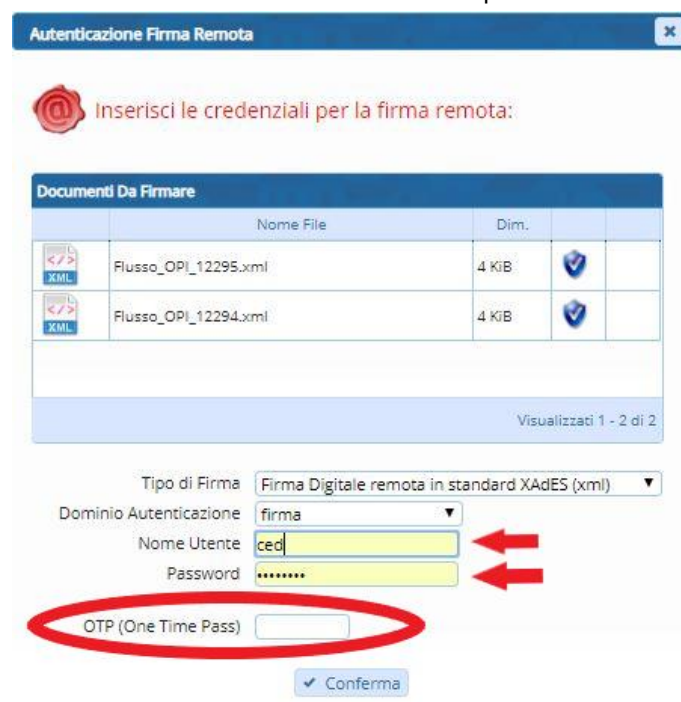 Autenticazione Firma Remota
Inserisci le credenziali per la firma remota:
Documenti Da Firmare
Nome File Dim.
</> XML Flusso_OPI_12295.xml 4 KiB
</> XML Flusso_OPI_12294.xml 4 KiB
Visualizzati 1 - 2 di 2
Tipo di Firma Firma Digitale remota in standard XAdES (xml)
Dominio Autenticazione firma
Nome Utente ced
Password ••••••••
OTP (One Time Pass)
Conferma